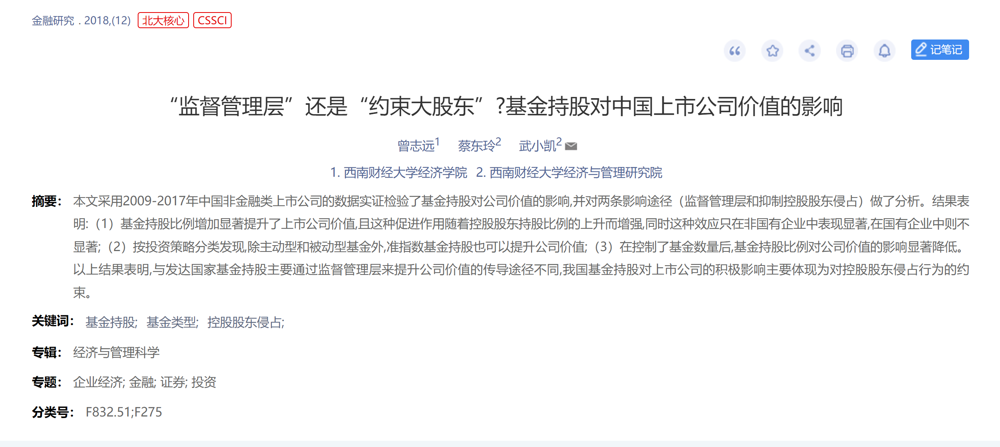 金融研究 . 2018,(12) 北大核心 CSSCI
记笔记
“监督管理层”还是“约束大股东”?基金持股对中国上市公司价值的影响
曾志远1 蔡东玲2 武小凯2
1. 西南财经大学经济学院 2. 西南财经大学经济与管理研究院
摘要： 本文采用2009-2017年中国非金融类上市公司的数据实证检验了基金持股对公司价值的影响,并对两条影响途径（监督管理层和抑制控股股东侵占）做了分析。结果表
明:（1）基金持股比例增加显著提升了上市公司价值,且这种促进作用随着控股股东持股比例的上升而增强,同时这种效应只在非国有企业中表现显著,在国有企业中则不
显著;（2）按投资策略分类发现,除主动型和被动型基金外,准指数基金持股也可以提升公司价值;（3）在控制了基金数量后,基金持股比例对公司价值的影响显著降低。
以上结果表明,与发达国家基金持股主要通过监督管理层来提升公司价值的传导途径不同,我国基金持股对上市公司的积极影响主要体现为对控股股东侵占行为的约
束。
关键词： 基金持股; 基金类型; 控股股东侵占;
专辑： 经济与管理科学
专题： 企业经济; 金融; 证券; 投资
分类号： F832.51;F275